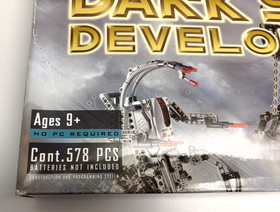 DARK S
DEVELO
Ages 9+
NO PC REQUIRED
Cont.578 PCS
BATTERIES NOT INCLUDED
CONSTRUCTION AND PROGRAMMING SYSTEM